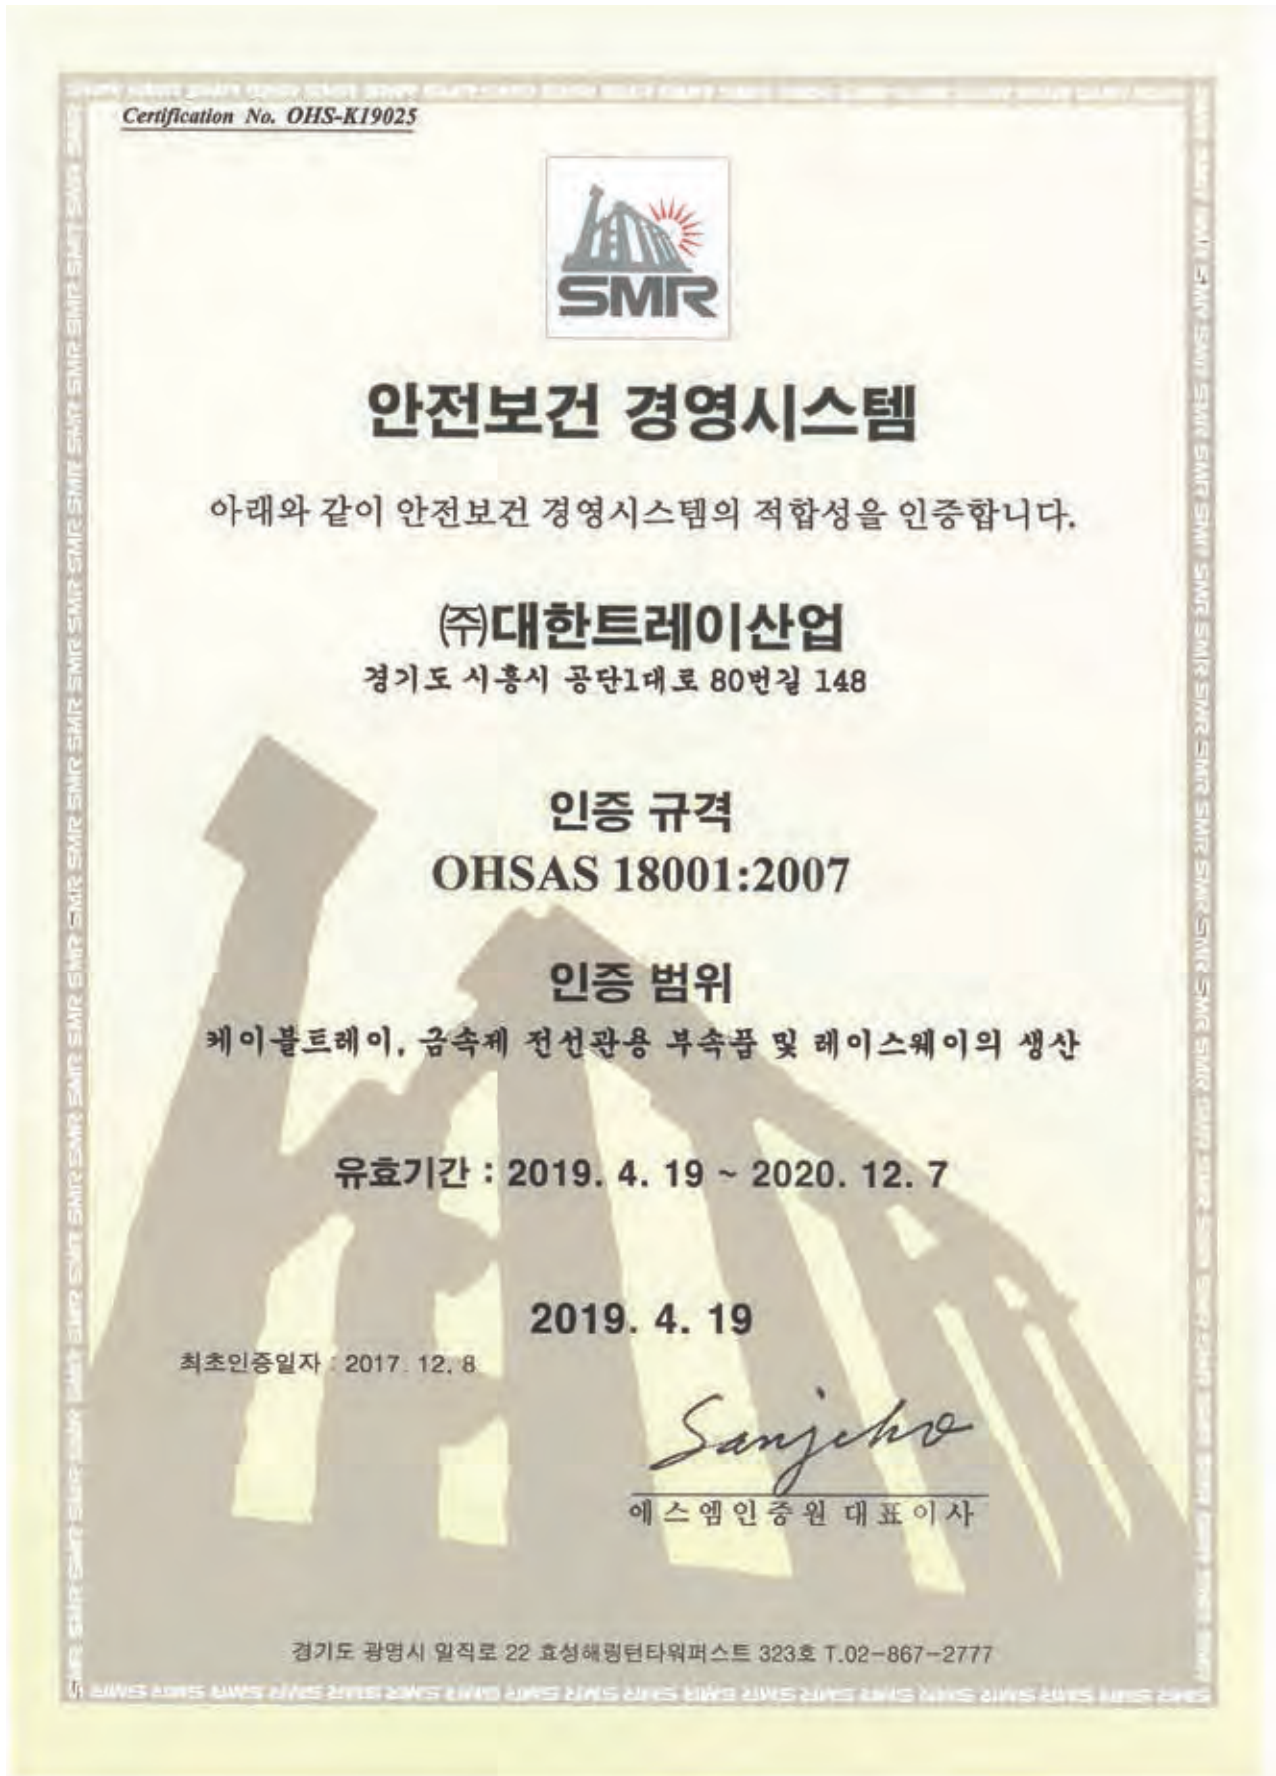 Certification No. OHS-K19025
SMR
안전보건 경영시스템
아래와 같이 안전보건 경영시스템의 적합성을 인증합니다.
㈜대한트레이산업
경기도 시흥시 공단1대로 80번길 148
인증 규격
OHSAS 18001:2007
인증 범위
케이블트레이, 금속제 전선관용 부속품 및 레이스웨이의 생산
유효기간 : 2019. 4. 19 ~ 2020. 12. 7
2019. 4. 19
최초인증일자 : 2017. 12. 8
Sanjcho
에스엠인증원 대표이사
경기도 광명시 일직로 22 효성해링턴타워퍼스트 323호 T.02-867-2777